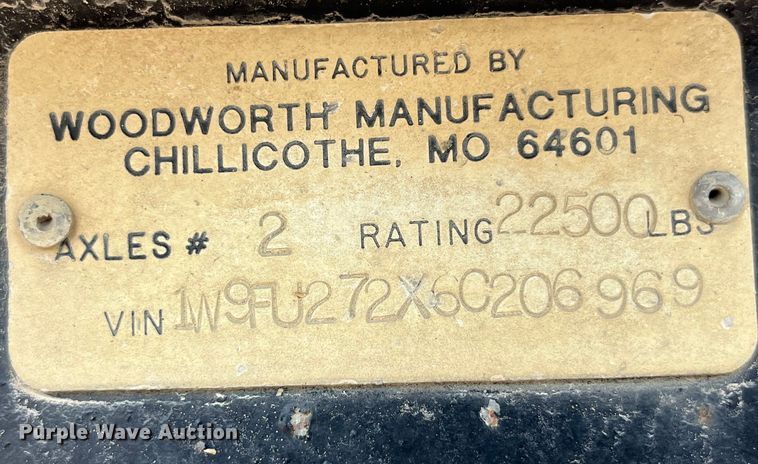 MANUFACTURED BY
WOODWORTH MANUFACTURING
CHILLICOTHE, MO 64601
AXLES # 2 RATING 22500 LBS
VIN 1W9FU272X6C206969
Purple Wave Auction